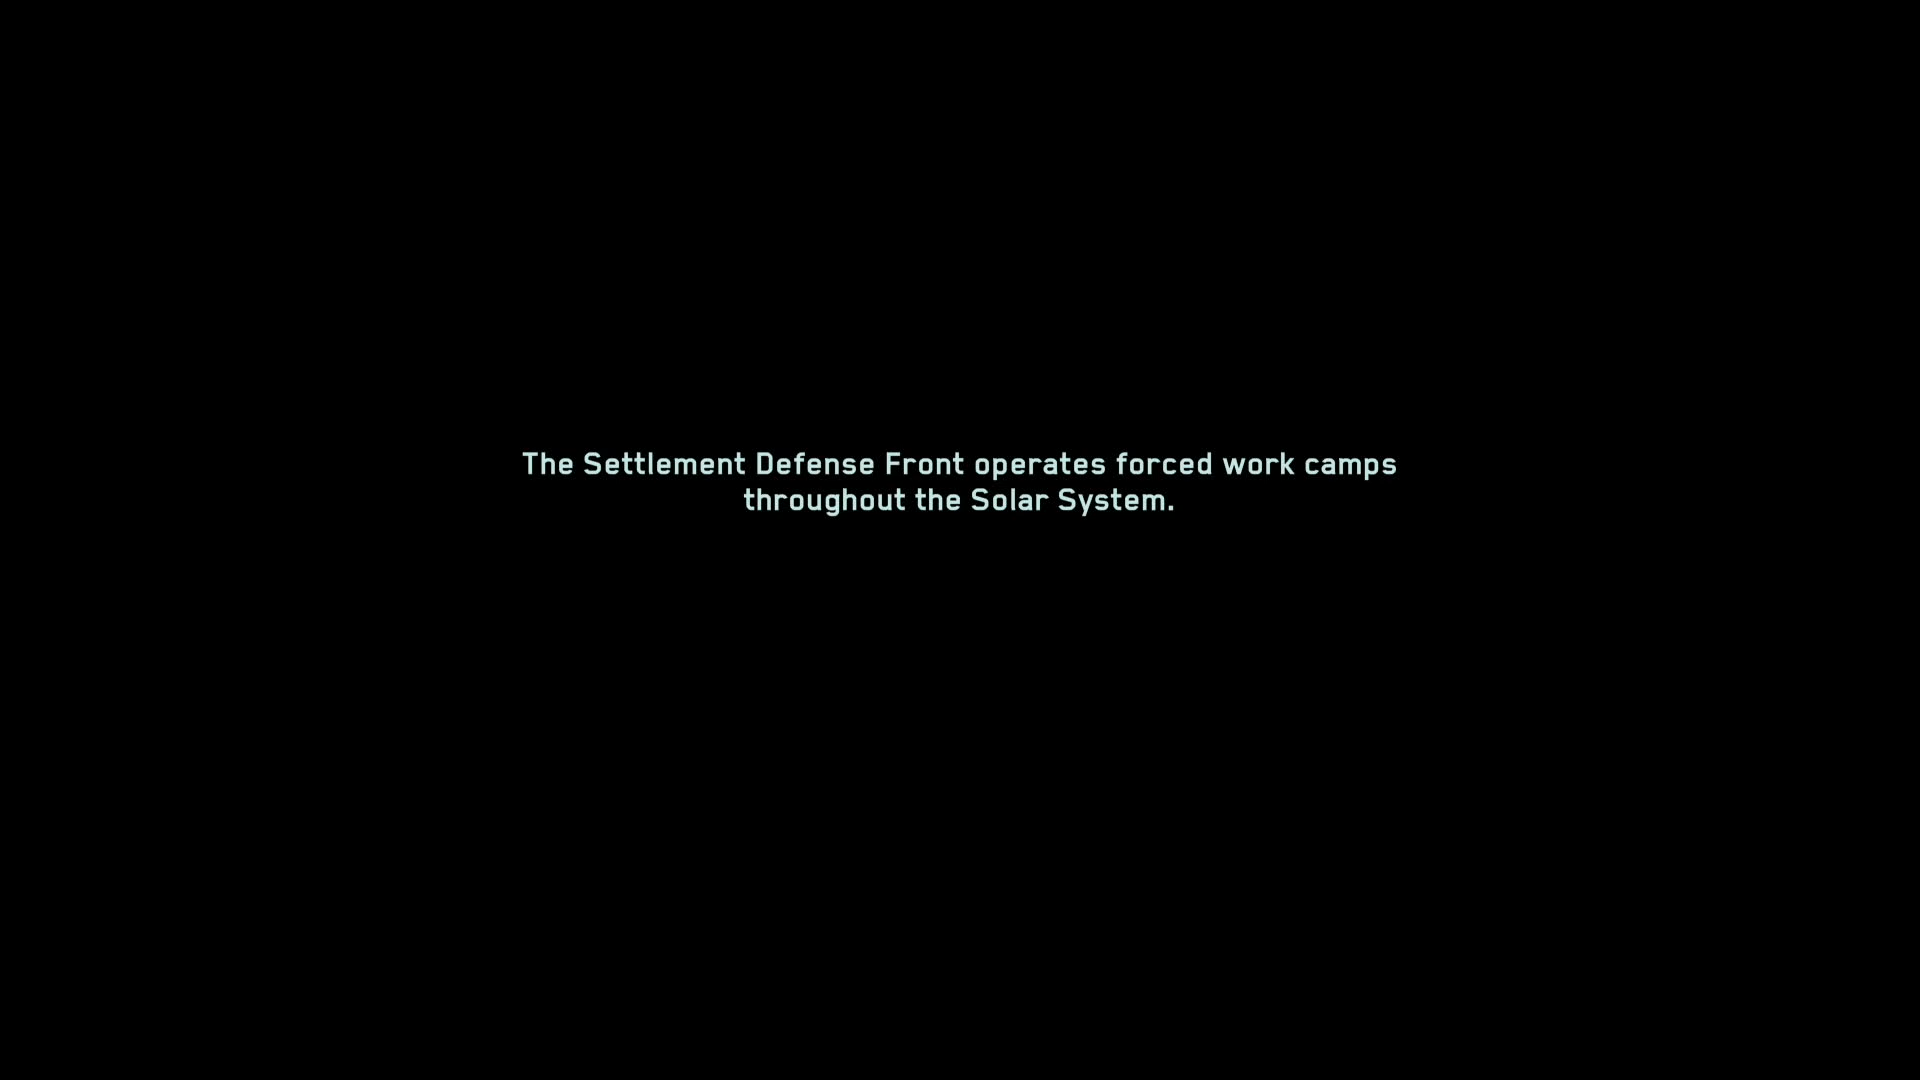 The Settlement Defense Front operates forced work camps
throughout the Solar System.